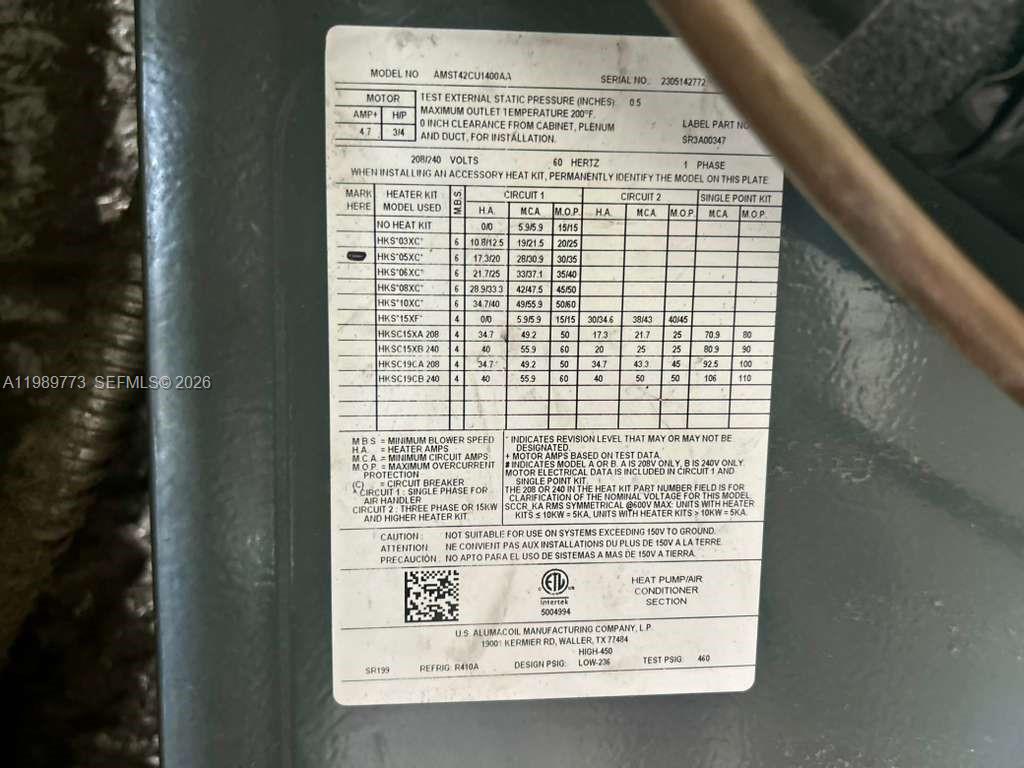 MODEL NO AMST42CU1400AA SERIAL NO. 2305142772
MOTOR
AMP+ H/P
4.7 3/4
TEST EXTERNAL STATIC PRESSURE (INCHES) 0.5
MAXIMUM OUTLET TEMPERATURE 200°F.
0 INCH CLEARANCE FROM CABINET, PLENUM
AND DUCT, FOR INSTALLATION.
LABEL PART NO
SR3A00347
208/240 VOLTS 60 HERTZ 1 PHASE
WHEN INSTALLING AN ACCESSORY HEAT KIT, PERMANENTLY IDENTIFY THE MODEL ON THIS PLATE
MARK HERE HEATER KIT MODEL USED M.B.S. CIRCUIT 1 CIRCUIT 2 SINGLE POINT KIT
H.A. M.C.A. M.O.P. H.A. M.C.A. M.O.P. M.C.A. M.O.P.
NO HEAT KIT 0/0 5.9/5.9 15/15
HKS*03XC* 6 10.8/12.5 19/21.5 20/25
HKS*05XC* 6 17.3/20 28/30.9 30/35
HKS*06XC* 6 21.7/25 33/37.1 35/40
HKS*08XC* 6 28.9/33.3 42/47.5 45/50
HKS*10XC* 6 34.7/40 49/55.9 50/60
HKS*15XF* 4 0/0 5.9/5.9 15/15 30/34.6 38/43 40/45
HKSC15XA 208 4 34.7 49.2 50 17.3 21.7 25 70.9 80
HKSC15XB 240 4 40 55.9 60 20 25 25 80.9 90
HKSC19CA 208 4 34.7 49.2 50 34.7 43.3 45 92.5 100
HKSC19CB 240 4 40 55.9 60 40 50 50 106 110
M.B.S = MINIMUM BLOWER SPEED
H.A. = HEATER AMPS
M.C.A = MINIMUM CIRCUIT AMPS
M.O.P. = MAXIMUM OVERCURRENT
PROTECTION
(C) = CIRCUIT BREAKER
CIRCUIT 1 : SINGLE PHASE FOR
AIR HANDLER
CIRCUIT 2 : THREE PHASE OR 15KW
AND HIGHER HEATER KIT
* INDICATES REVISION LEVEL THAT MAY OR MAY NOT BE
DESIGNATED.
+ MOTOR AMPS BASED ON TEST DATA.
# INDICATES MODEL A OR B. A IS 208V ONLY, B IS 240V ONLY.
MOTOR ELECTRICAL DATA IS INCLUDED IN CIRCUIT 1 AND
SINGLE POINT KIT.
THE 208 OR 240 IN THE HEAT KIT PART NUMBER FIELD IS FOR
CLARIFICATION OF THE NOMINAL VOLTAGE FOR THIS MODEL
SCCR_KA RMS SYMMETRICAL @600V MAX: UNITS WITH HEATER
KITS ≤ 10KW = 5KA, UNITS WITH HEATER KITS > 10KW = 5KA.
CAUTION : NOT SUITABLE FOR USE ON SYSTEMS EXCEEDING 150V TO GROUND.
ATTENTION NE CONVIENT PAS AUX INSTALLATIONS DU PLUS DE 150V A LA TERRE.
PRECAUCIÓN : NO APTO PARA EL USO DE SISTEMAS A MAS DE 150V A TIERRA.
C ETL US
Intertek
5004994
HEAT PUMP/AIR
CONDITIONER
SECTION
U.S. ALUMACOIL MANUFACTURING COMPANY, L.P.
19001 KERMIER RD, WALLER, TX 77484
SR199 REFRIG: R410A DESIGN PSIG: HIGH-450 LOW-236 TEST PSIG: 460
A11989773 SEFMLS© 2026